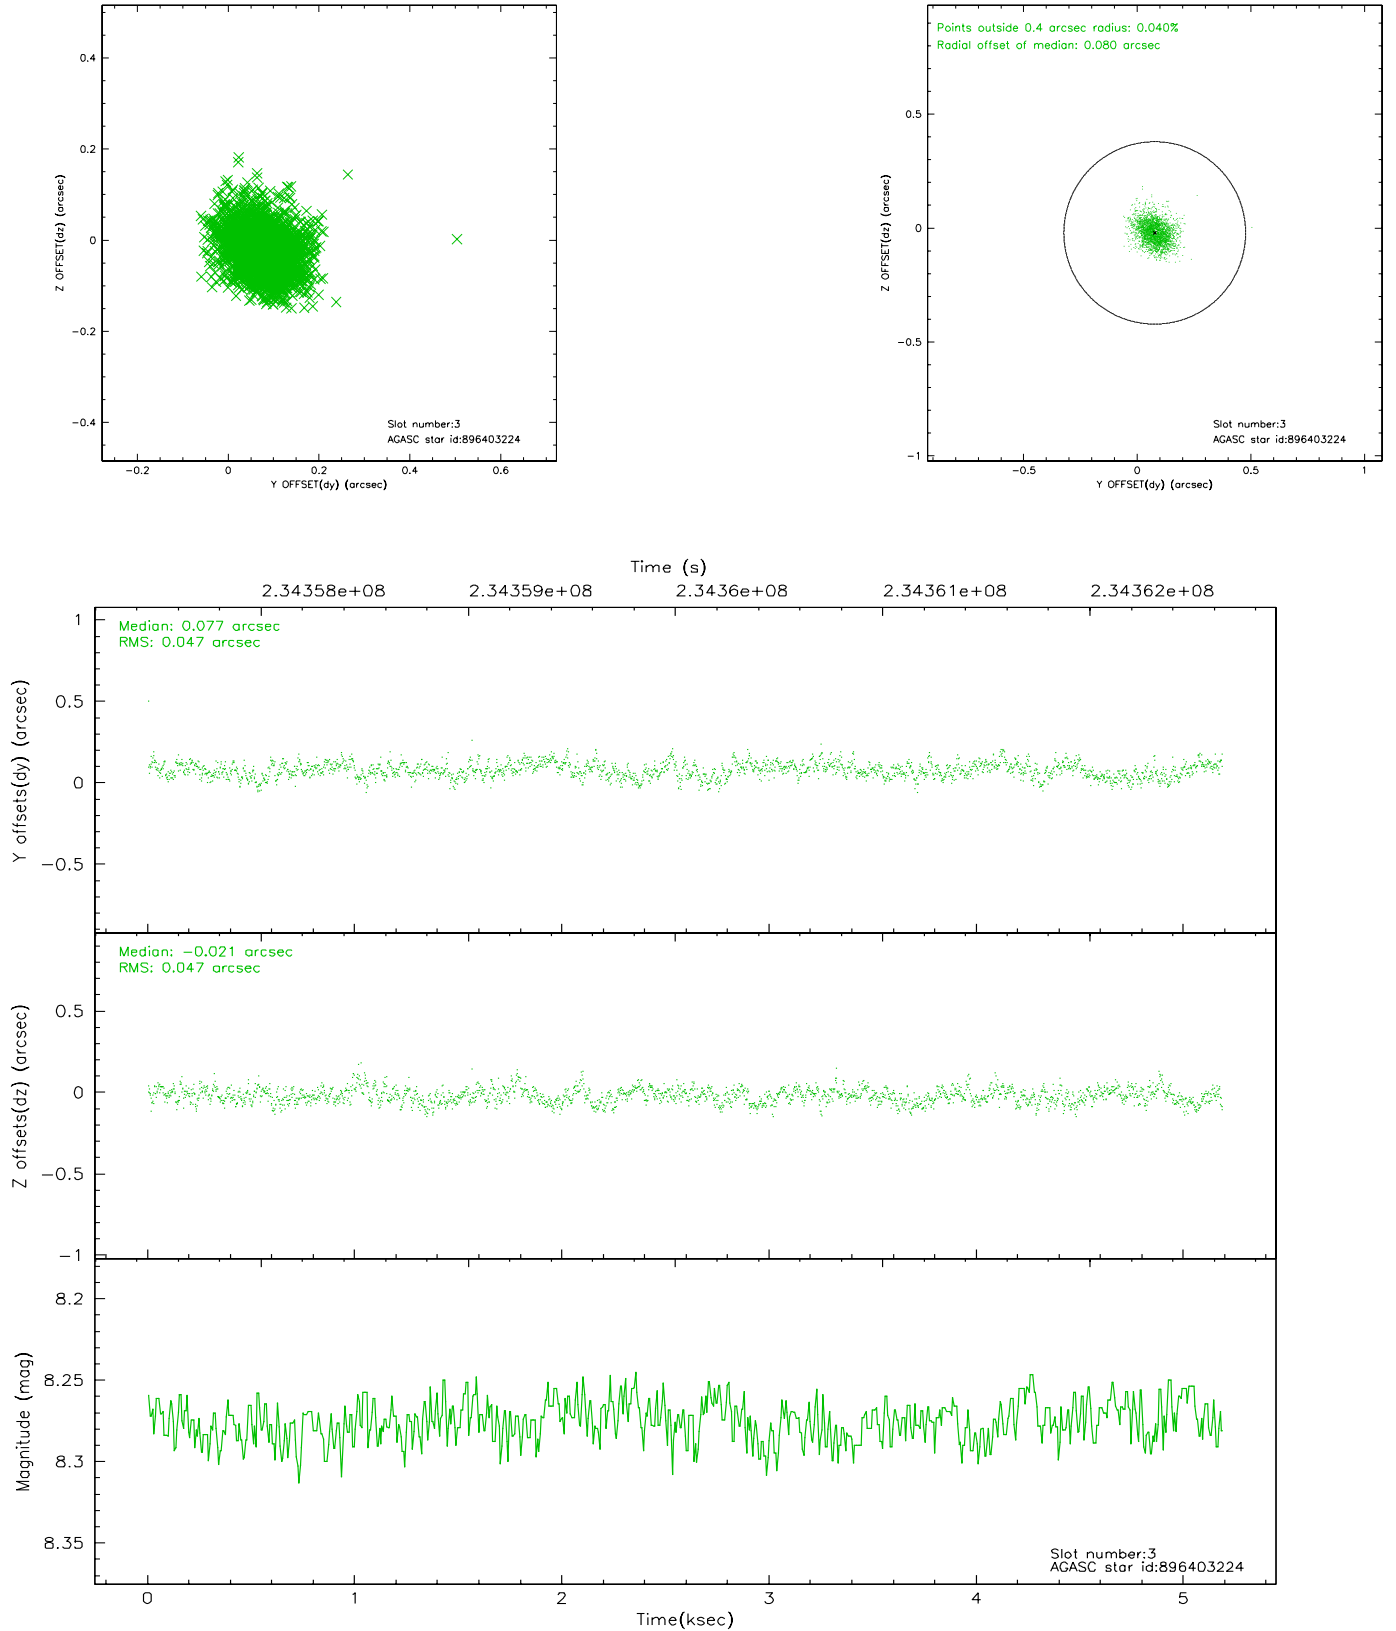 0.4
0.2
0
−0.2
−0.4
Z OFFSET(dz) (arcsec)
Slot number:3
AGASC star id:896403224
−0.2 0 0.2 0.4 0.6
Y OFFSET(dy) (arcsec)
Points outside 0.4 arcsec radius: 0.040%
Radial offset of median: 0.080 arcsec
0.5
0
−0.5
−1
Z OFFSET(dz) (arcsec)
Slot number:3
AGASC star id:896403224
−0.5 0 0.5 1
Y OFFSET(dy) (arcsec)
Time (s)
2.34358e+08 2.34359e+08 2.3436e+08 2.34361e+08 2.34362e+08
Median: 0.077 arcsec
RMS: 0.047 arcsec
1
0.5
0
−0.5
Y offsets(dy) (arcsec)
Median: −0.021 arcsec
RMS: 0.047 arcsec
0.5
0
−0.5
−1
Z offsets(dz) (arcsec)
8.2
8.25
8.3
8.35
Magnitude (mag)
Slot number:3
AGASC star id:896403224
0 1 2 3 4 5
Time(ksec)